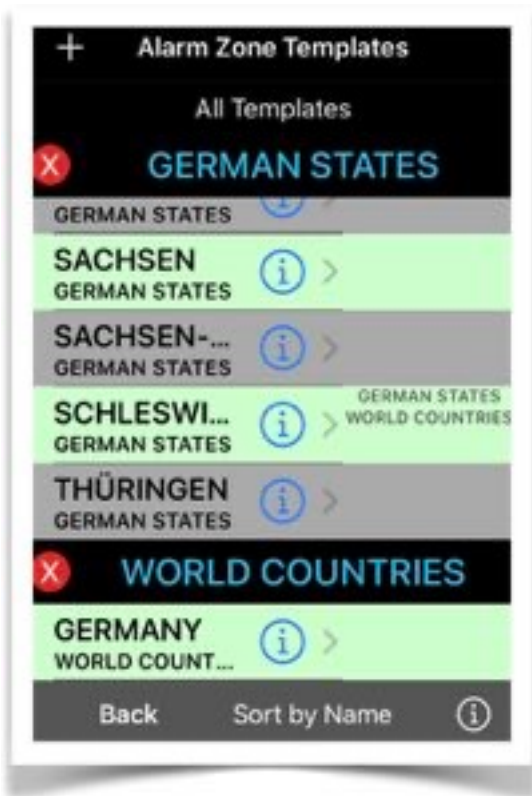 + Alarm Zone Templates
All Templates
X GERMAN STATES
GERMAN STATES
SACHSEN
GERMAN STATES
SACHSEN-...
GERMAN STATES
SCHLESWI...
GERMAN STATES
GERMAN STATES
WORLD COUNTRIES
THÜRINGEN
GERMAN STATES
X WORLD COUNTRIES
GERMANY
WORLD COUNT...
Back Sort by Name i